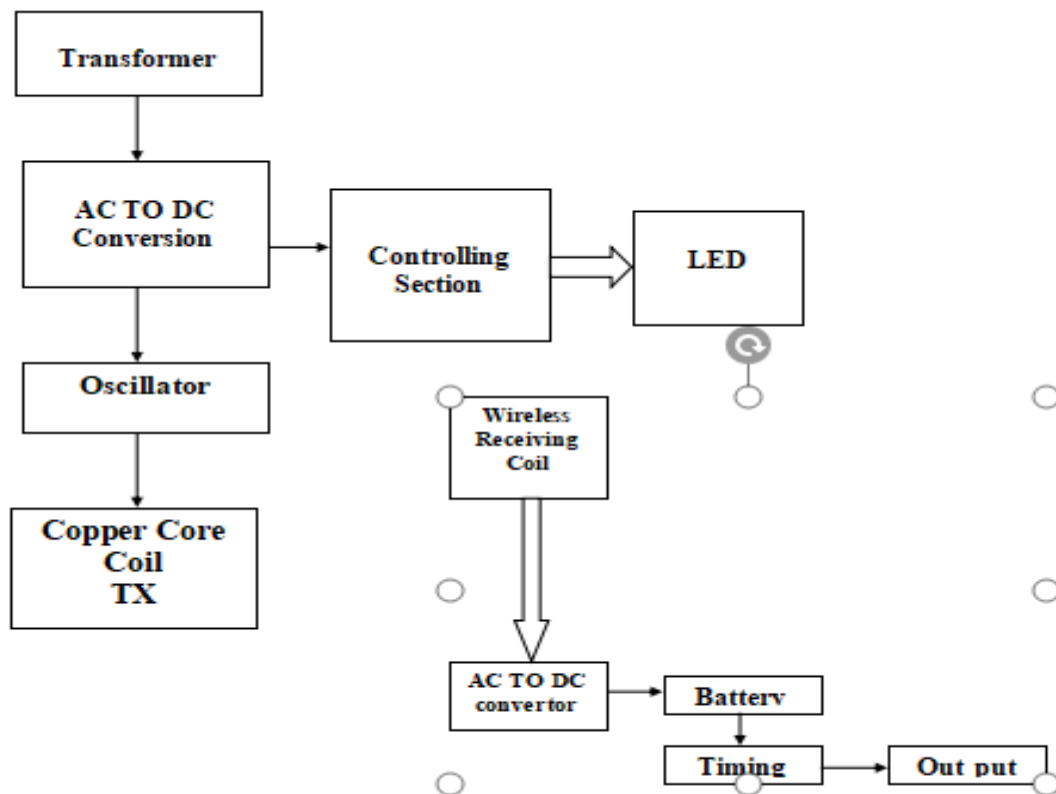 Transformer
AC TO DC
Conversion
Controlling
Section
LED
Oscillator
Wireless
Receiving
Coil
Copper Core
Coil
TX
AC TO DC
convertor
Battery
Timing
Out put